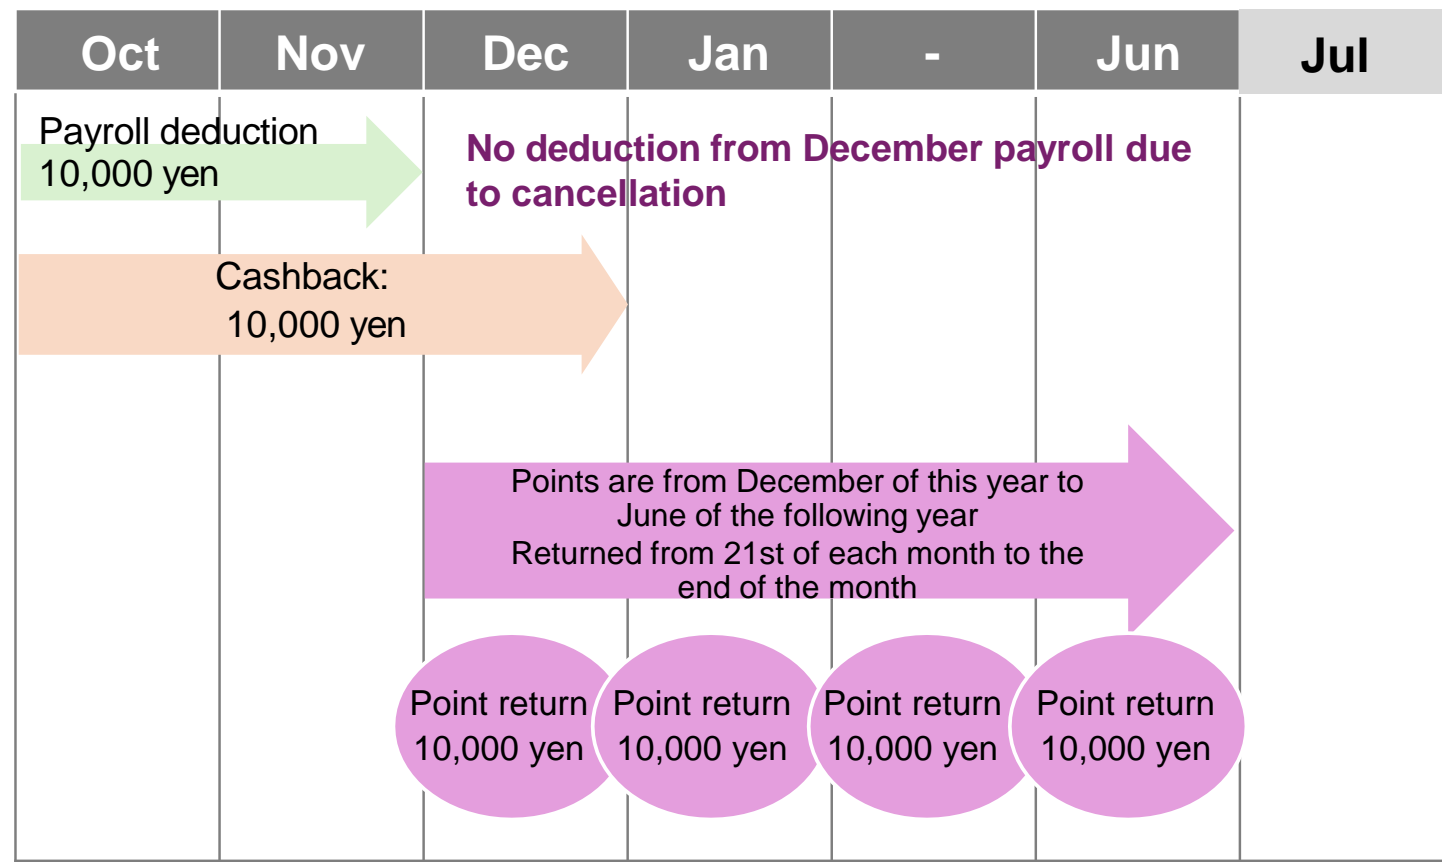 Oct
Nov
Dec
Jan
-
Jun
Jul
Payroll deduction
10,000 yen
No deduction from December payroll due
to cancellation
Cashback:
10,000 yen
Points are from December of this year to
June of the following year
Returned from 21st of each month to the
end of the month
Point return
10,000 yen
Point return
10,000 yen
Point return
10,000 yen
Point return
10,000 yen